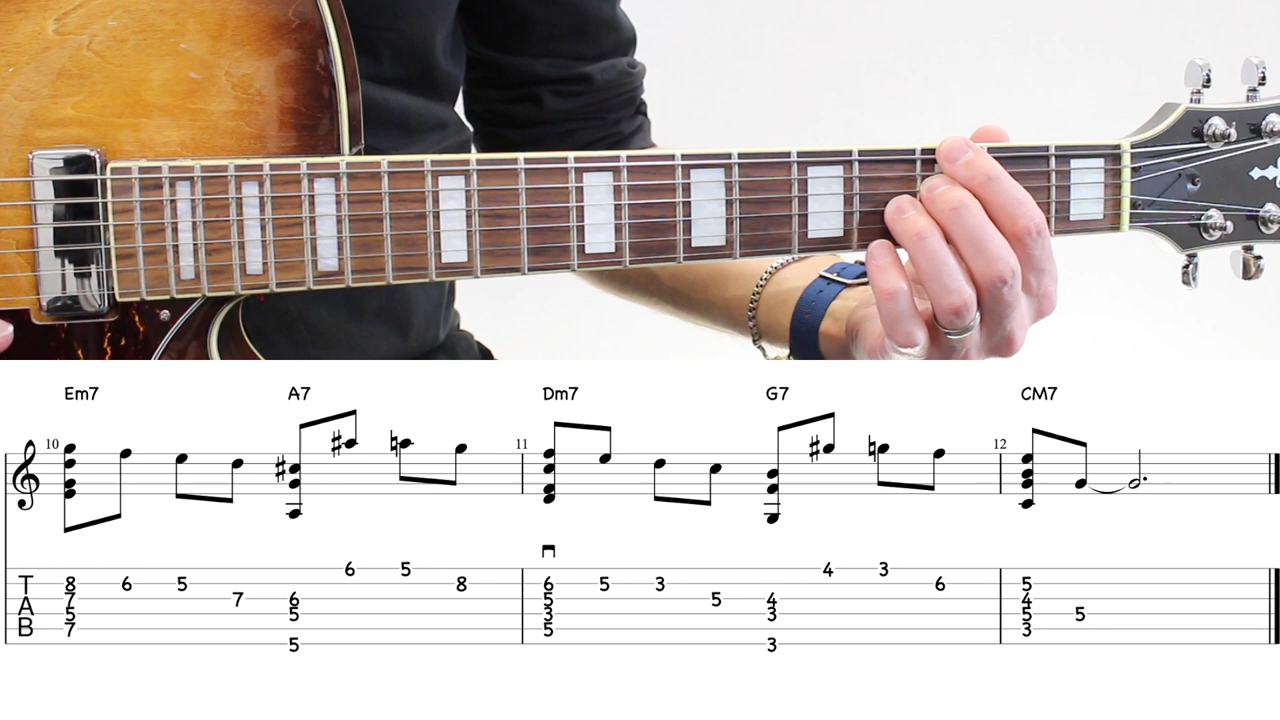 Em7 A7 Dm7 G7 CM7
10 11 12
6 5 4 3
T 8 6 5 8 6 5 3 6 5
A 7 7 6 5 5 4 4
5 5 3 3 5 5
B 7 5 3
5 3